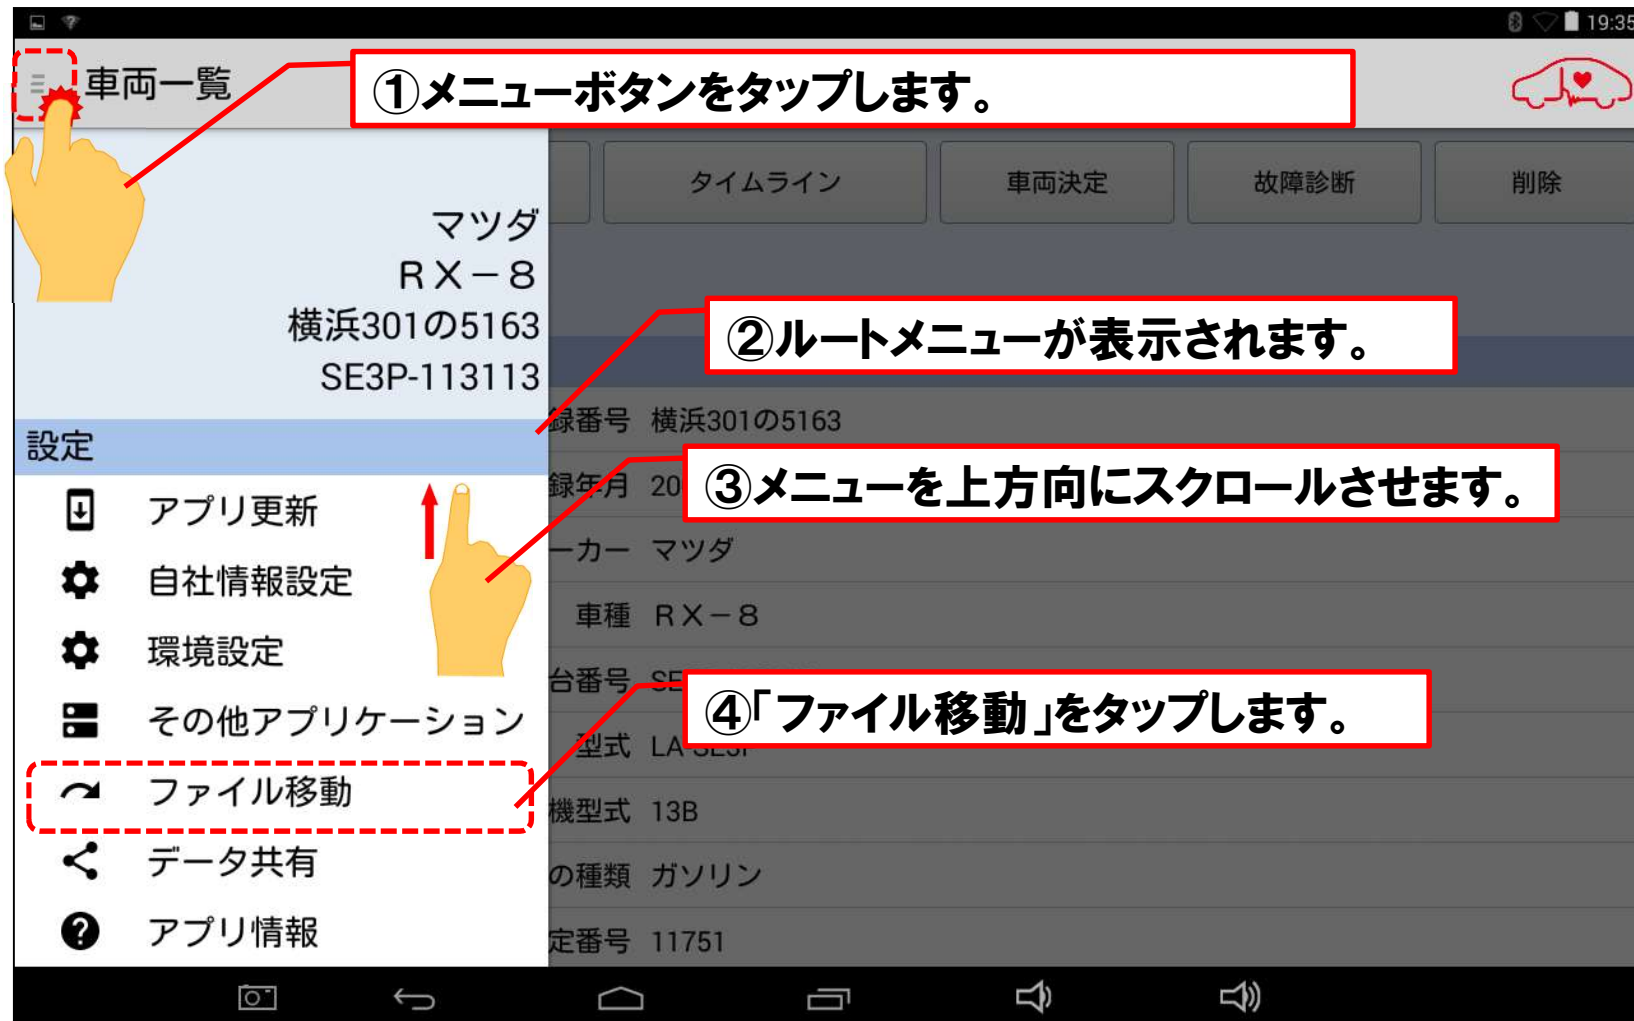 19:35
車両一覧
①メニューボタンをタップします。
タイムライン
車両決定
故障診断
削除
マツダ
RX-8
横浜301の5163
SE3P-113113
②ルートメニューが表示されます。
設定
録番号 横浜301の5163
録年月 20
③メニューを上方向にスクロールさせます。
アプリ更新
ーカー マツダ
自社情報設定
車種 RX-8
環境設定
台番号 SE
④「ファイル移動」をタップします。
その他アプリケーション
型式 LA-SE3P
ファイル移動
機型式 13B
データ共有
の種類 ガソリン
アプリ情報
定番号 11751